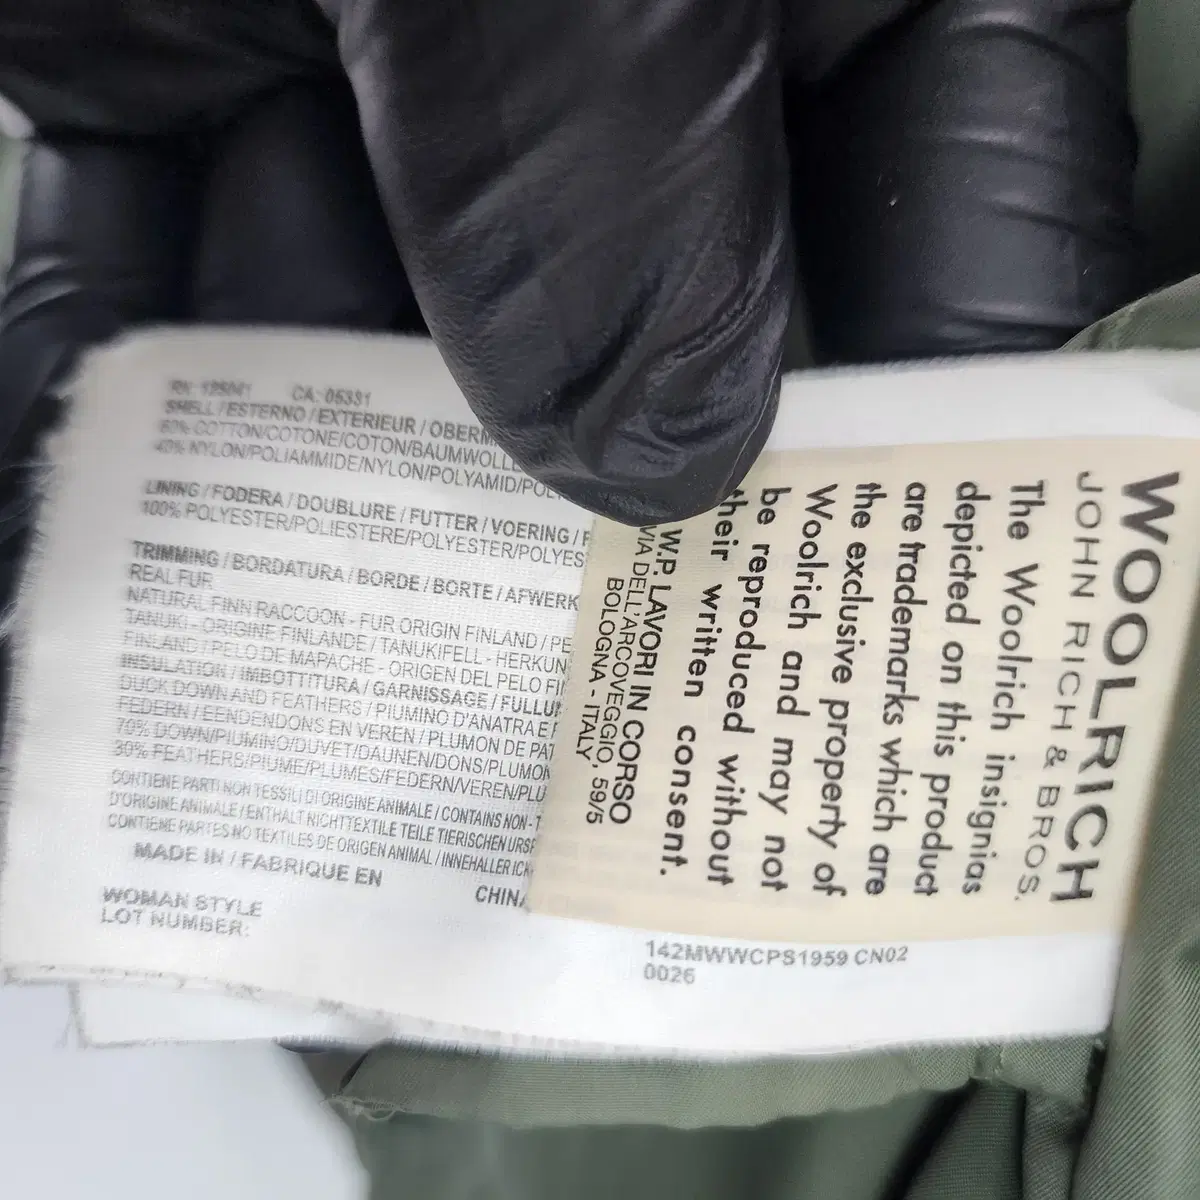 RN: 125041 CA: 05331
SHELL / ESTERNO / EXTERIEUR / OBERM
60% COTTON/COTONE/COTON/BAUMWOLLE
40% NYLON/POLIAMMIDE/NYLON/POLYAMID/POL
LINING / FODERA / DOUBLURE / FUTTER / VOERING / F
100% POLYESTER/POLIESTERE/POLYESTER/POLYES
TRIMMING / BORDATURA / BORDE / BORTE / AFWERK
REAL FUR
NATURAL FINN RACCOON - FUR ORIGIN FINLAND / PE
TANUKI - ORIGINE FINLANDE / TANUKIFELL - HERKUN
FINLAND / PELO DE MAPACHE - ORIGEN DEL PELO FI
INSULATION / IMBOTTITURA / GARNISSAGE / FULLU
DUCK DOWN AND FEATHERS / PIUMINO D'ANATRA E F
FEDERN / EENDENDONS EN VEREN / PLUMON DE PAT
70% DOWN/PIUMINO/DUVET/DAUNEN/DONS/PLUMON
30% FEATHERS/PIUME/PLUMES/FEDERN/VEREN/PLU
CONTIENE PARTI NON TESSILI DI ORIGINE ANIMALE / CONTAINS NON-T
D'ORIGINE ANIMALE / ENTHALT NICHTTEXTILE TEILE TIERISCHEN URSP
CONTIENE PARTES NO TEXTILES DE ORIGEN ANIMAL / INNEHALLER ICK
MADE IN / FABRIQUE EN
CHINA
WOMAN STYLE
LOT NUMBER:
142MWWCPS1959 CN02
0026
WOOLRICH
JOHN RICH & BROS.
The Woolrich insignias
depicted on this product
are trademarks which are
the exclusive property of
Woolrich and may not
be reproduced without
their written consent.
W.P. LAVORI IN CORSO
VIA DELL'ARCOVEGGIO, 59/5
BOLOGNA - ITALY